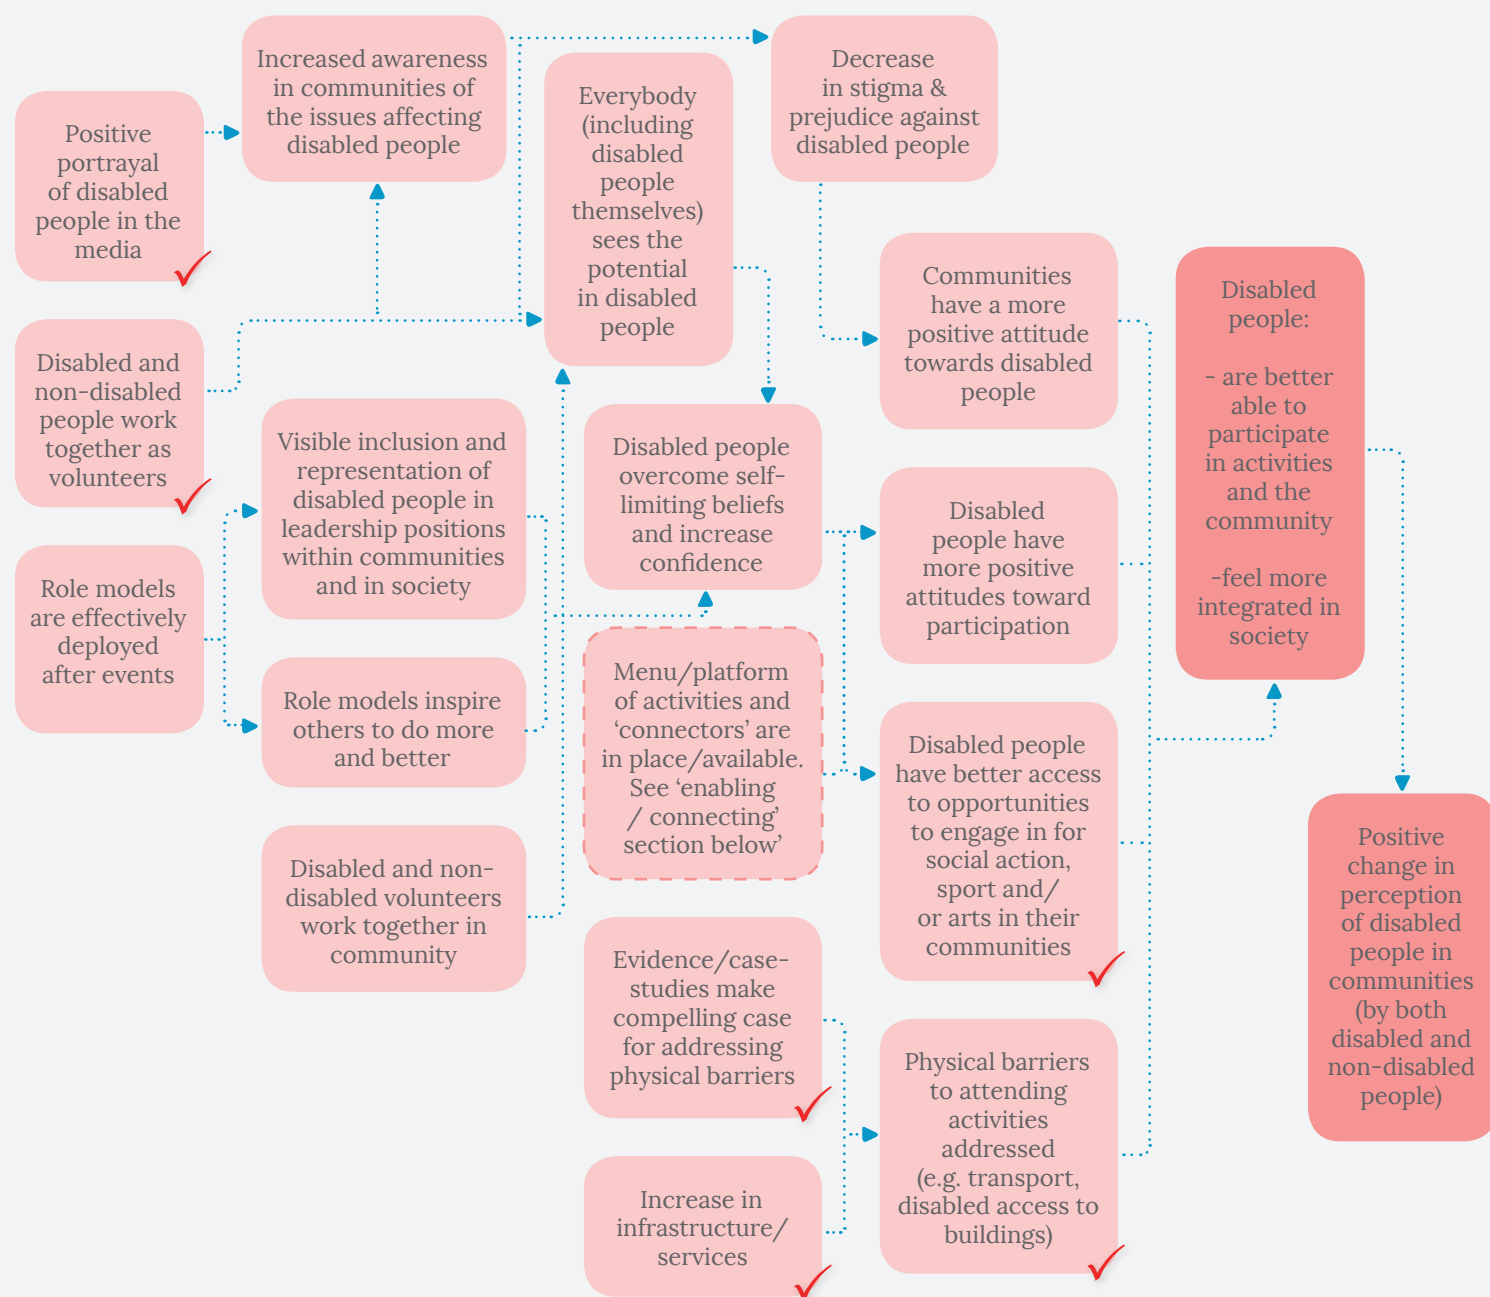 Positive
portrayal
of disabled
people in the
media
Increased awareness
in communities of
the issues affecting
disabled people
Everybody
(including
disabled
people
themselves)
sees the
potential
in disabled
people
Decrease
in stigma &
prejudice against
disabled people
Disabled and
non-disabled
people work
together as
volunteers
Role models
are effectively
deployed
after events
Visible inclusion and
representation of
disabled people in
leadership positions
within communities
and in society
Role models inspire
others to do more
and better
Disabled and non-
disabled volunteers
work together in
community
Disabled people
overcome self-
limiting beliefs
and increase
confidence
Menu/platform
of activities and
‘connectors’ are
in place/available.
See ‘enabling
/ connecting’
section below’
Evidence/case-
studies make
compelling case
for addressing
physical barriers
Increase in
infrastructure/
services
Communities
have a more
positive attitude
towards disabled
people
Disabled
people have
more positive
attitudes toward
participation
Disabled people
have better access
to opportunities
to engage in for
social action,
sport and/
or arts in their
communities
Physical barriers
to attending
activities
addressed
(e.g. transport,
disabled access to
buildings)
Disabled
people:
- are better
able to
participate
in activities
and the
community
-feel more
integrated in
society
Positive
change in
perception
of disabled
people in
communities
(by both
disabled and
non-disabled
people)